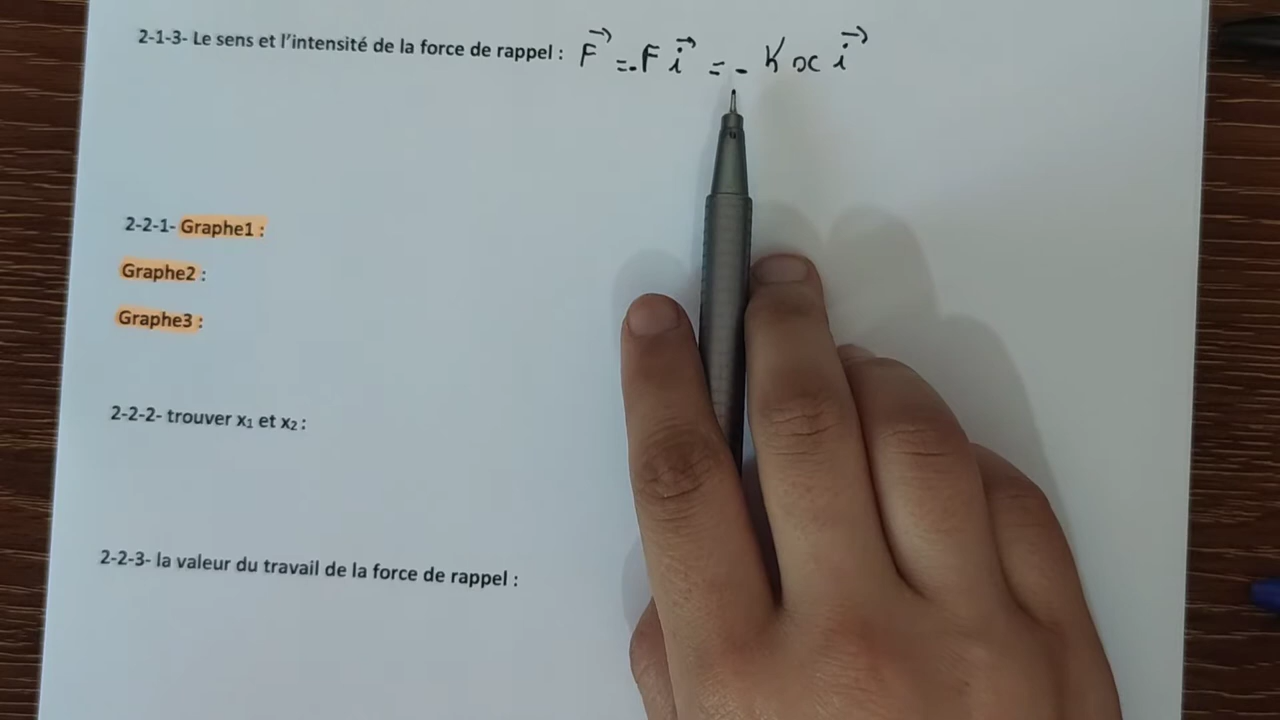 2-1-3- Le sens et l'intensité de la force de rappel : F⃗ = -F i⃗ = - K x i⃗
2-2-1- Graphe1 :
Graphe2 :
Graphe3 :
2-2-2- trouver x₁ et x₂ :
2-2-3- la valeur du travail de la force de rappel :